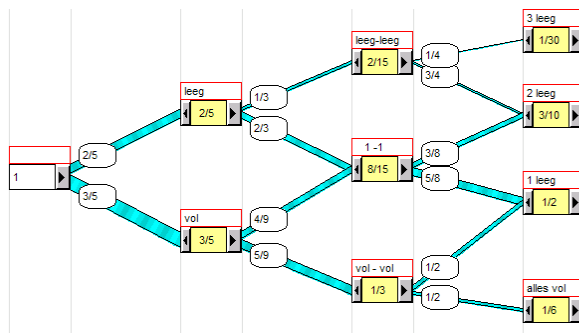 1
2/5
3/5
leeg
2/5
vol
3/5
1/3
2/3
4/9
5/9
leeg-leeg
2/15
1 -1
8/15
vol - vol
1/3
1/4
3/4
3/8
5/8
1/2
1/2
3 leeg
1/30
2 leeg
3/10
1 leeg
1/2
alles vol
1/6